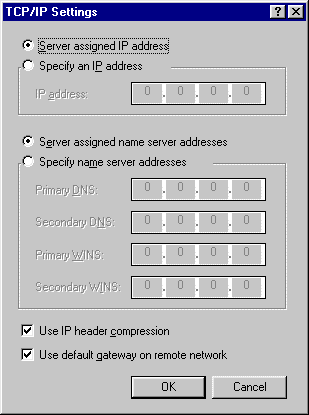 TCP/IP Settings
Server assigned IP address
Specify an IP address
IP address: 0 . 0 . 0 . 0
Server assigned name server addresses
Specify name server addresses
Primary DNS: 0 . 0 . 0 . 0
Secondary DNS: 0 . 0 . 0 . 0
Primary WINS: 0 . 0 . 0 . 0
Secondary WINS: 0 . 0 . 0 . 0
Use IP header compression
Use default gateway on remote network
OK Cancel